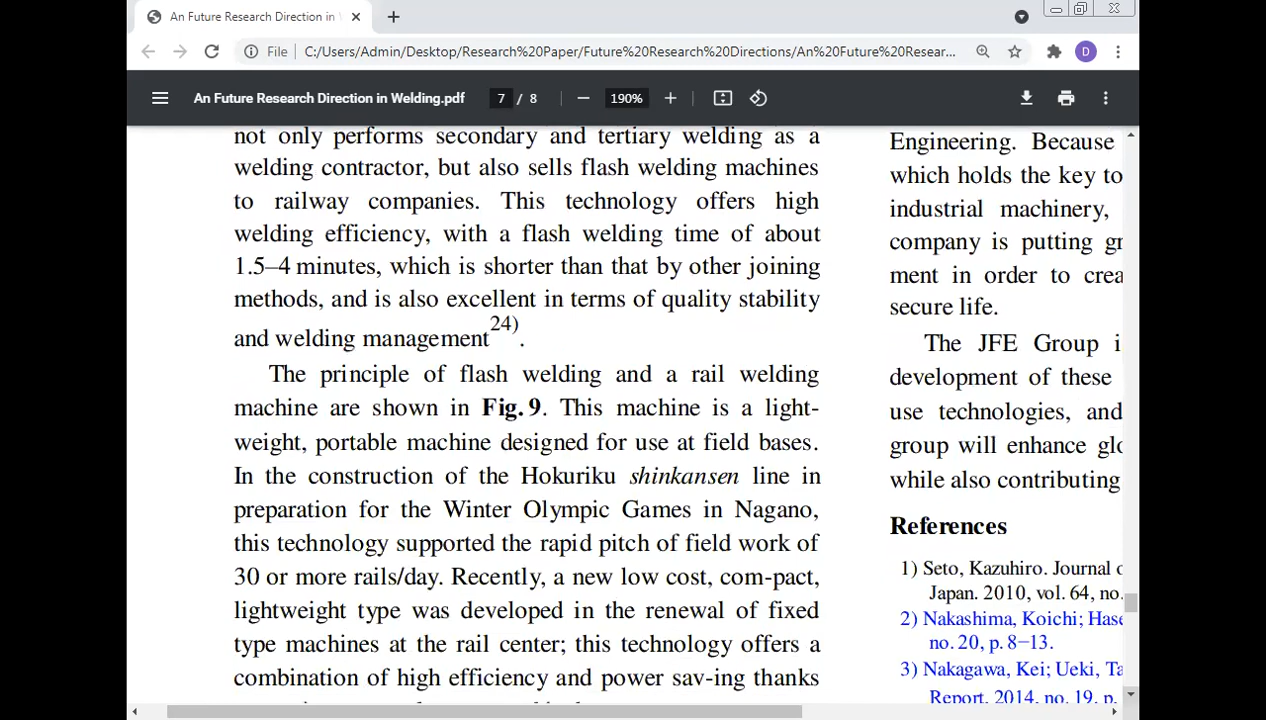 An Future Research Direction in
File
C:/Users/Admin/Desktop/Research%20Paper/Future%20Research%20Directions/An%20Future%20Resear...
D
An Future Research Direction in Welding.pdf
7 / 8
190%
not only performs secondary and tertiary welding as a
welding contractor, but also sells flash welding machines
to railway companies. This technology offers high
welding efficiency, with a flash welding time of about
1.5–4 minutes, which is shorter than that by other joining
methods, and is also excellent in terms of quality stability
and welding management24).
The principle of flash welding and a rail welding
machine are shown in Fig. 9. This machine is a light-
weight, portable machine designed for use at field bases.
In the construction of the Hokuriku shinkansen line in
preparation for the Winter Olympic Games in Nagano,
this technology supported the rapid pitch of field work of
30 or more rails/day. Recently, a new low cost, com-pact,
lightweight type was developed in the renewal of fixed
type machines at the rail center; this technology offers a
combination of high efficiency and power sav-ing thanks
Engineering. Because
which holds the key to
industrial machinery,
company is putting gr
ment in order to crea
secure life.
The JFE Group i
development of these
use technologies, and
group will enhance glo
while also contributing
References
1) Seto, Kazuhiro. Journal o
Japan. 2010, vol. 64, no.
2) Nakashima, Koichi; Hase
no. 20, p. 8−13.
3) Nakagawa, Kei; Ueki, Ta
Report. 2014, no. 19, p.